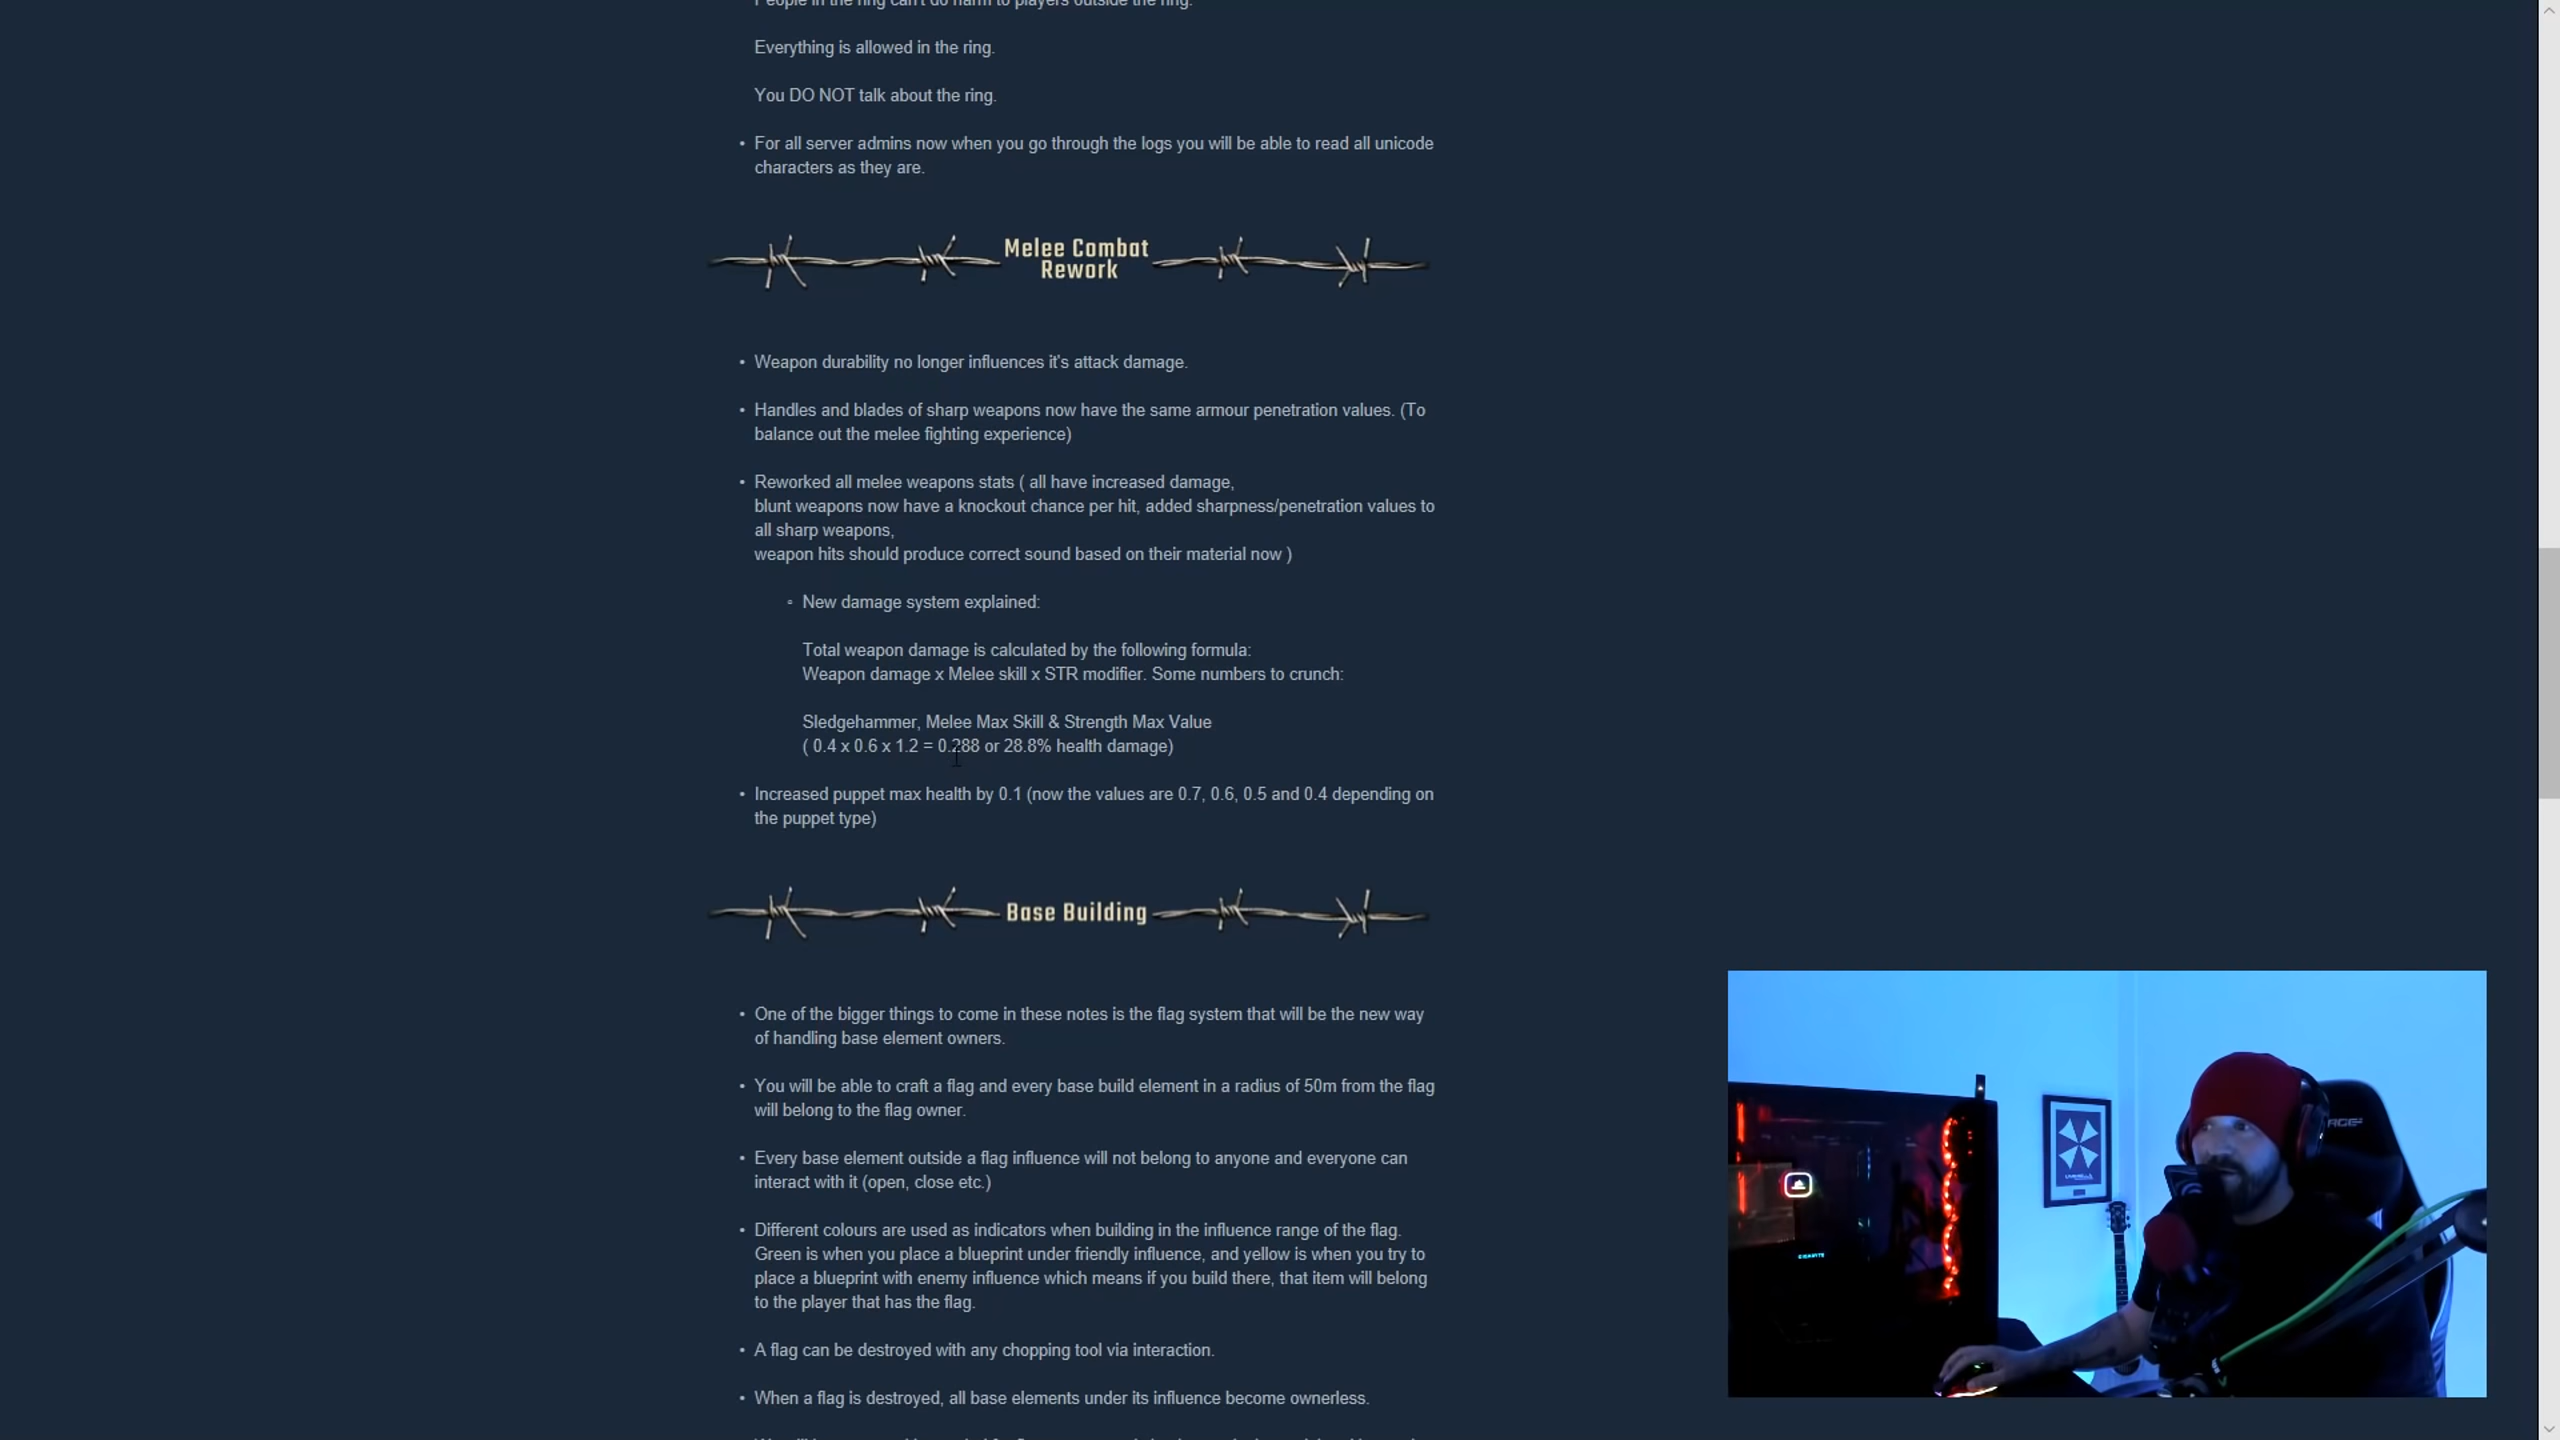 People in the ring can't do harm to players outside the ring.
Everything is allowed in the ring.
You DO NOT talk about the ring.
• For all server admins now when you go through the logs you will be able to read all unicode
characters as they are.
Melee Combat
Rework
• Weapon durability no longer influences it's attack damage.
• Handles and blades of sharp weapons now have the same armour penetration values. (To
balance out the melee fighting experience)
• Reworked all melee weapons stats ( all have increased damage,
blunt weapons now have a knockout chance per hit, added sharpness/penetration values to
all sharp weapons,
weapon hits should produce correct sound based on their material now )
◦ New damage system explained:
Total weapon damage is calculated by the following formula:
Weapon damage x Melee skill x STR modifier. Some numbers to crunch:
Sledgehammer, Melee Max Skill & Strength Max Value
( 0.4 x 0.6 x 1.2 = 0.288 or 28.8% health damage)
• Increased puppet max health by 0.1 (now the values are 0.7, 0.6, 0.5 and 0.4 depending on
the puppet type)
Base Building
• One of the bigger things to come in these notes is the flag system that will be the new way
of handling base element owners.
• You will be able to craft a flag and every base build element in a radius of 50m from the flag
will belong to the flag owner.
• Every base element outside a flag influence will not belong to anyone and everyone can
interact with it (open, close etc.)
• Different colours are used as indicators when building in the influence range of the flag.
Green is when you place a blueprint under friendly influence, and yellow is when you try to
place a blueprint with enemy influence which means if you build there, that item will belong
to the player that has the flag.
• A flag can be destroyed with any chopping tool via interaction.
• When a flag is destroyed, all base elements under its influence become ownerless.